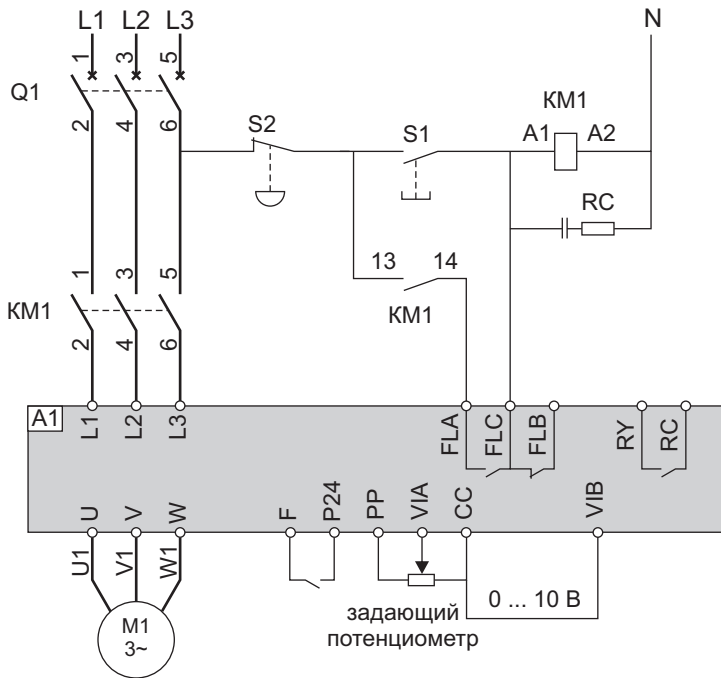 L1 L2 L3 N
1 3 5
Q1
2 4 6
S2
S1
KM1
A1 A2
RC
13 14
KM1
1 3 5
KM1
2 4 6
A1
L1 L2 L3
FLA FLC FLB RY RC
U V W
F P24 PP VIA CC VIB
U1 V1 W1
0 ... 10 В
задающий
потенциометр
M1
3~